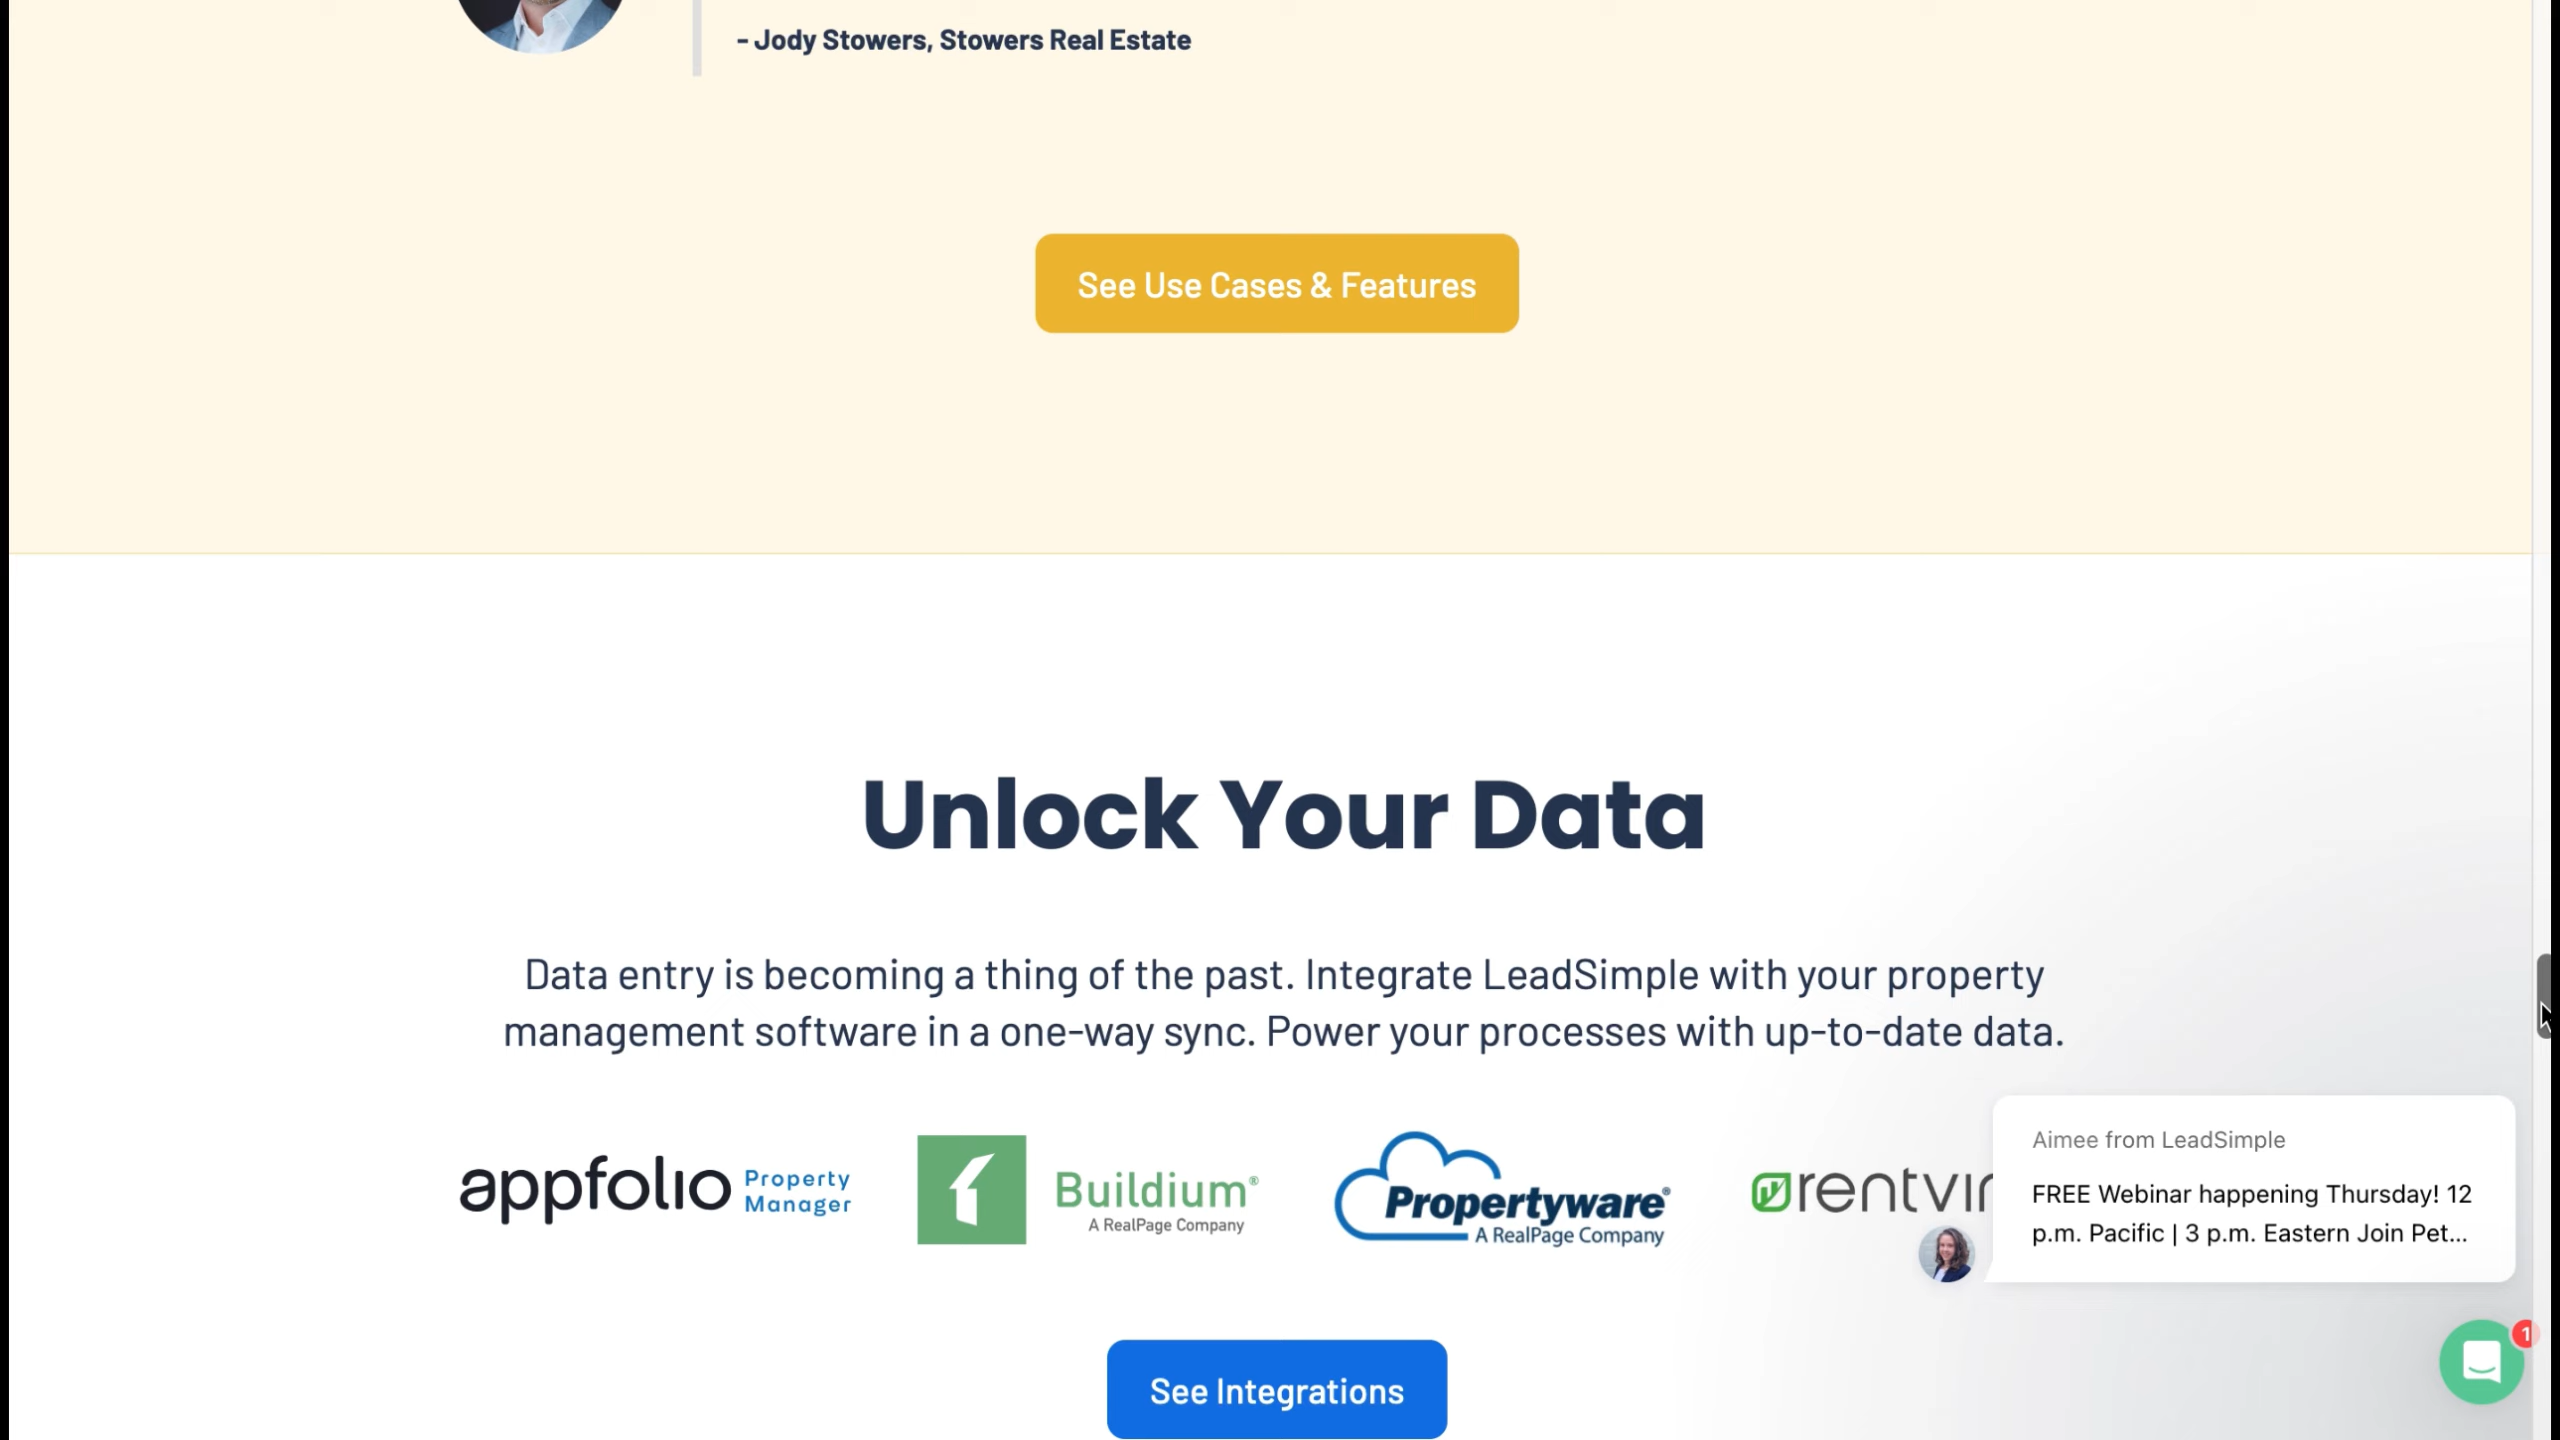 - Jody Stowers, Stowers Real Estate
See Use Cases & Features
Unlock Your Data
Data entry is becoming a thing of the past. Integrate LeadSimple with your property
management software in a one-way sync. Power your processes with up-to-date data.
appfolio Property
Manager
Buildium®
A RealPage Company
Propertyware®
A RealPage Company
Aimee from LeadSimple
FREE Webinar happening Thursday! 12
p.m. Pacific | 3 p.m. Eastern Join Pet...
1
See Integrations